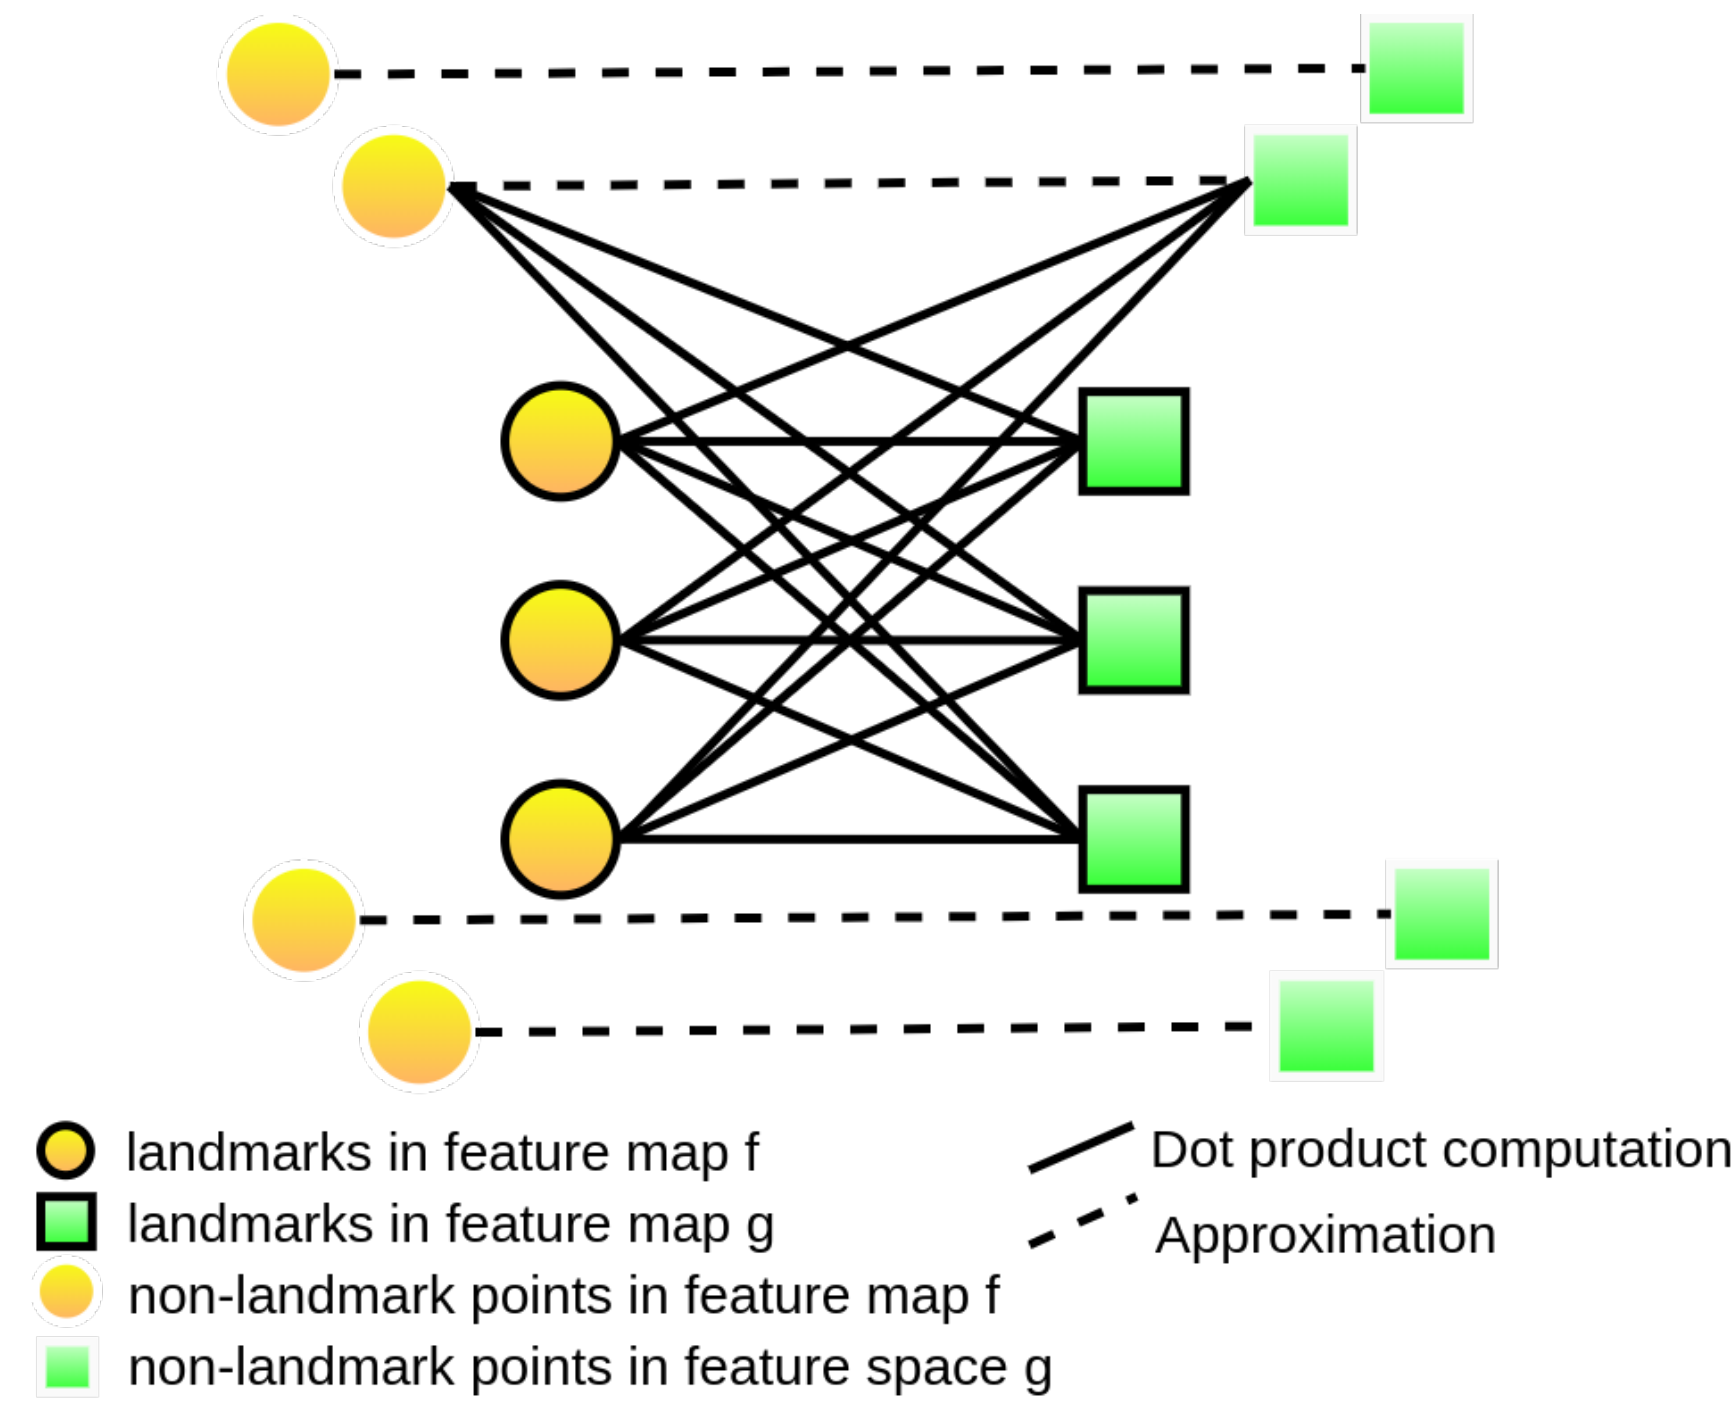 landmarks in feature map f
landmarks in feature map g
non-landmark points in feature map f
non-landmark points in feature space g
Dot product computation
Approximation